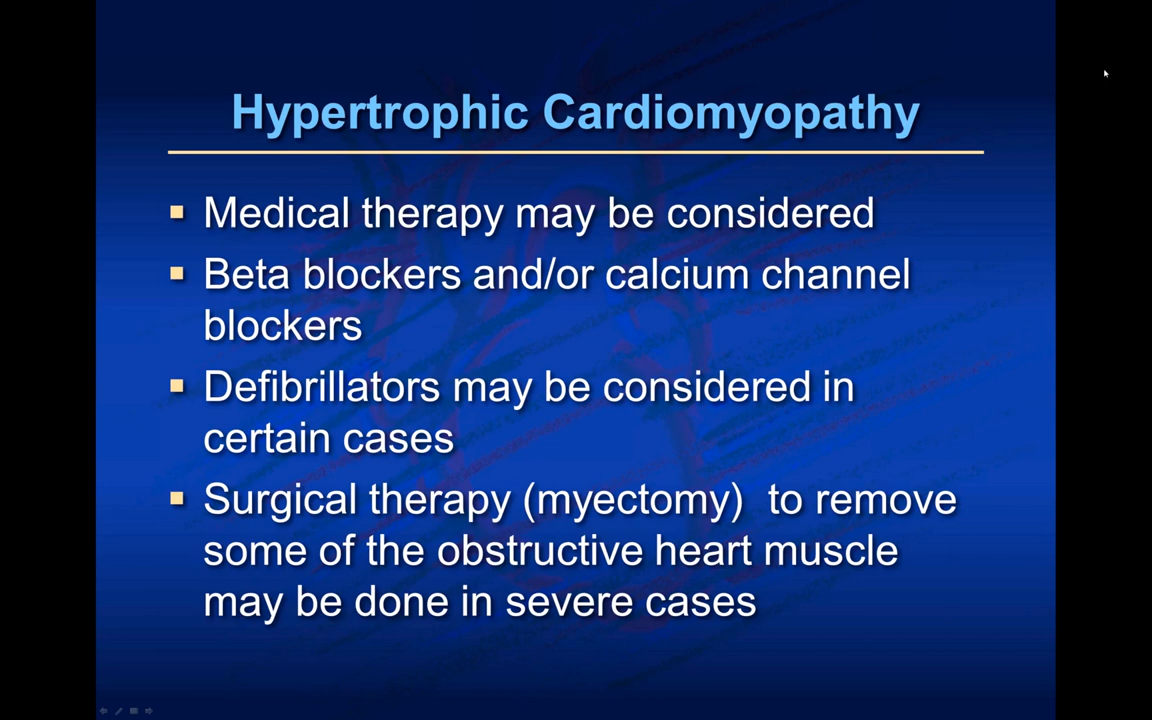 Hypertrophic Cardiomyopathy
Medical therapy may be considered
Beta blockers and/or calcium channel
blockers
Defibrillators may be considered in
certain cases
Surgical therapy (myectomy)  to remove
some of the obstructive heart muscle
may be done in severe cases